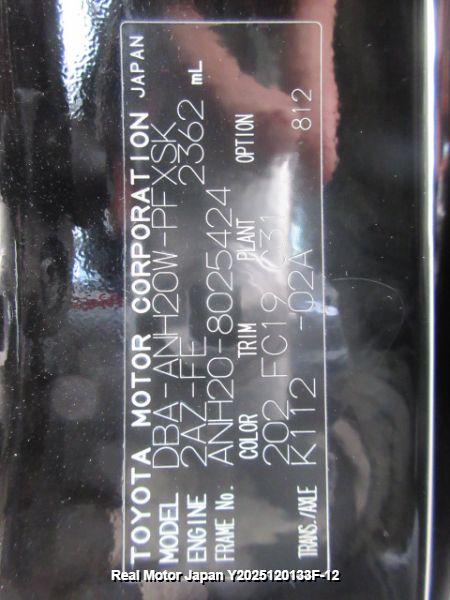 TOYOTA MOTOR CORPORATION JAPAN
MODEL DBA-ANH20W-PFXSK
ENGINE 2AZ-FE 2362 mL
FRAME No. ANH20-8025424
COLOR TRIM PLANT OPTION
202 FC19 C31 812
TRANS./AXLE K112 -02A
Real Motor Japan Y2025120133F-12